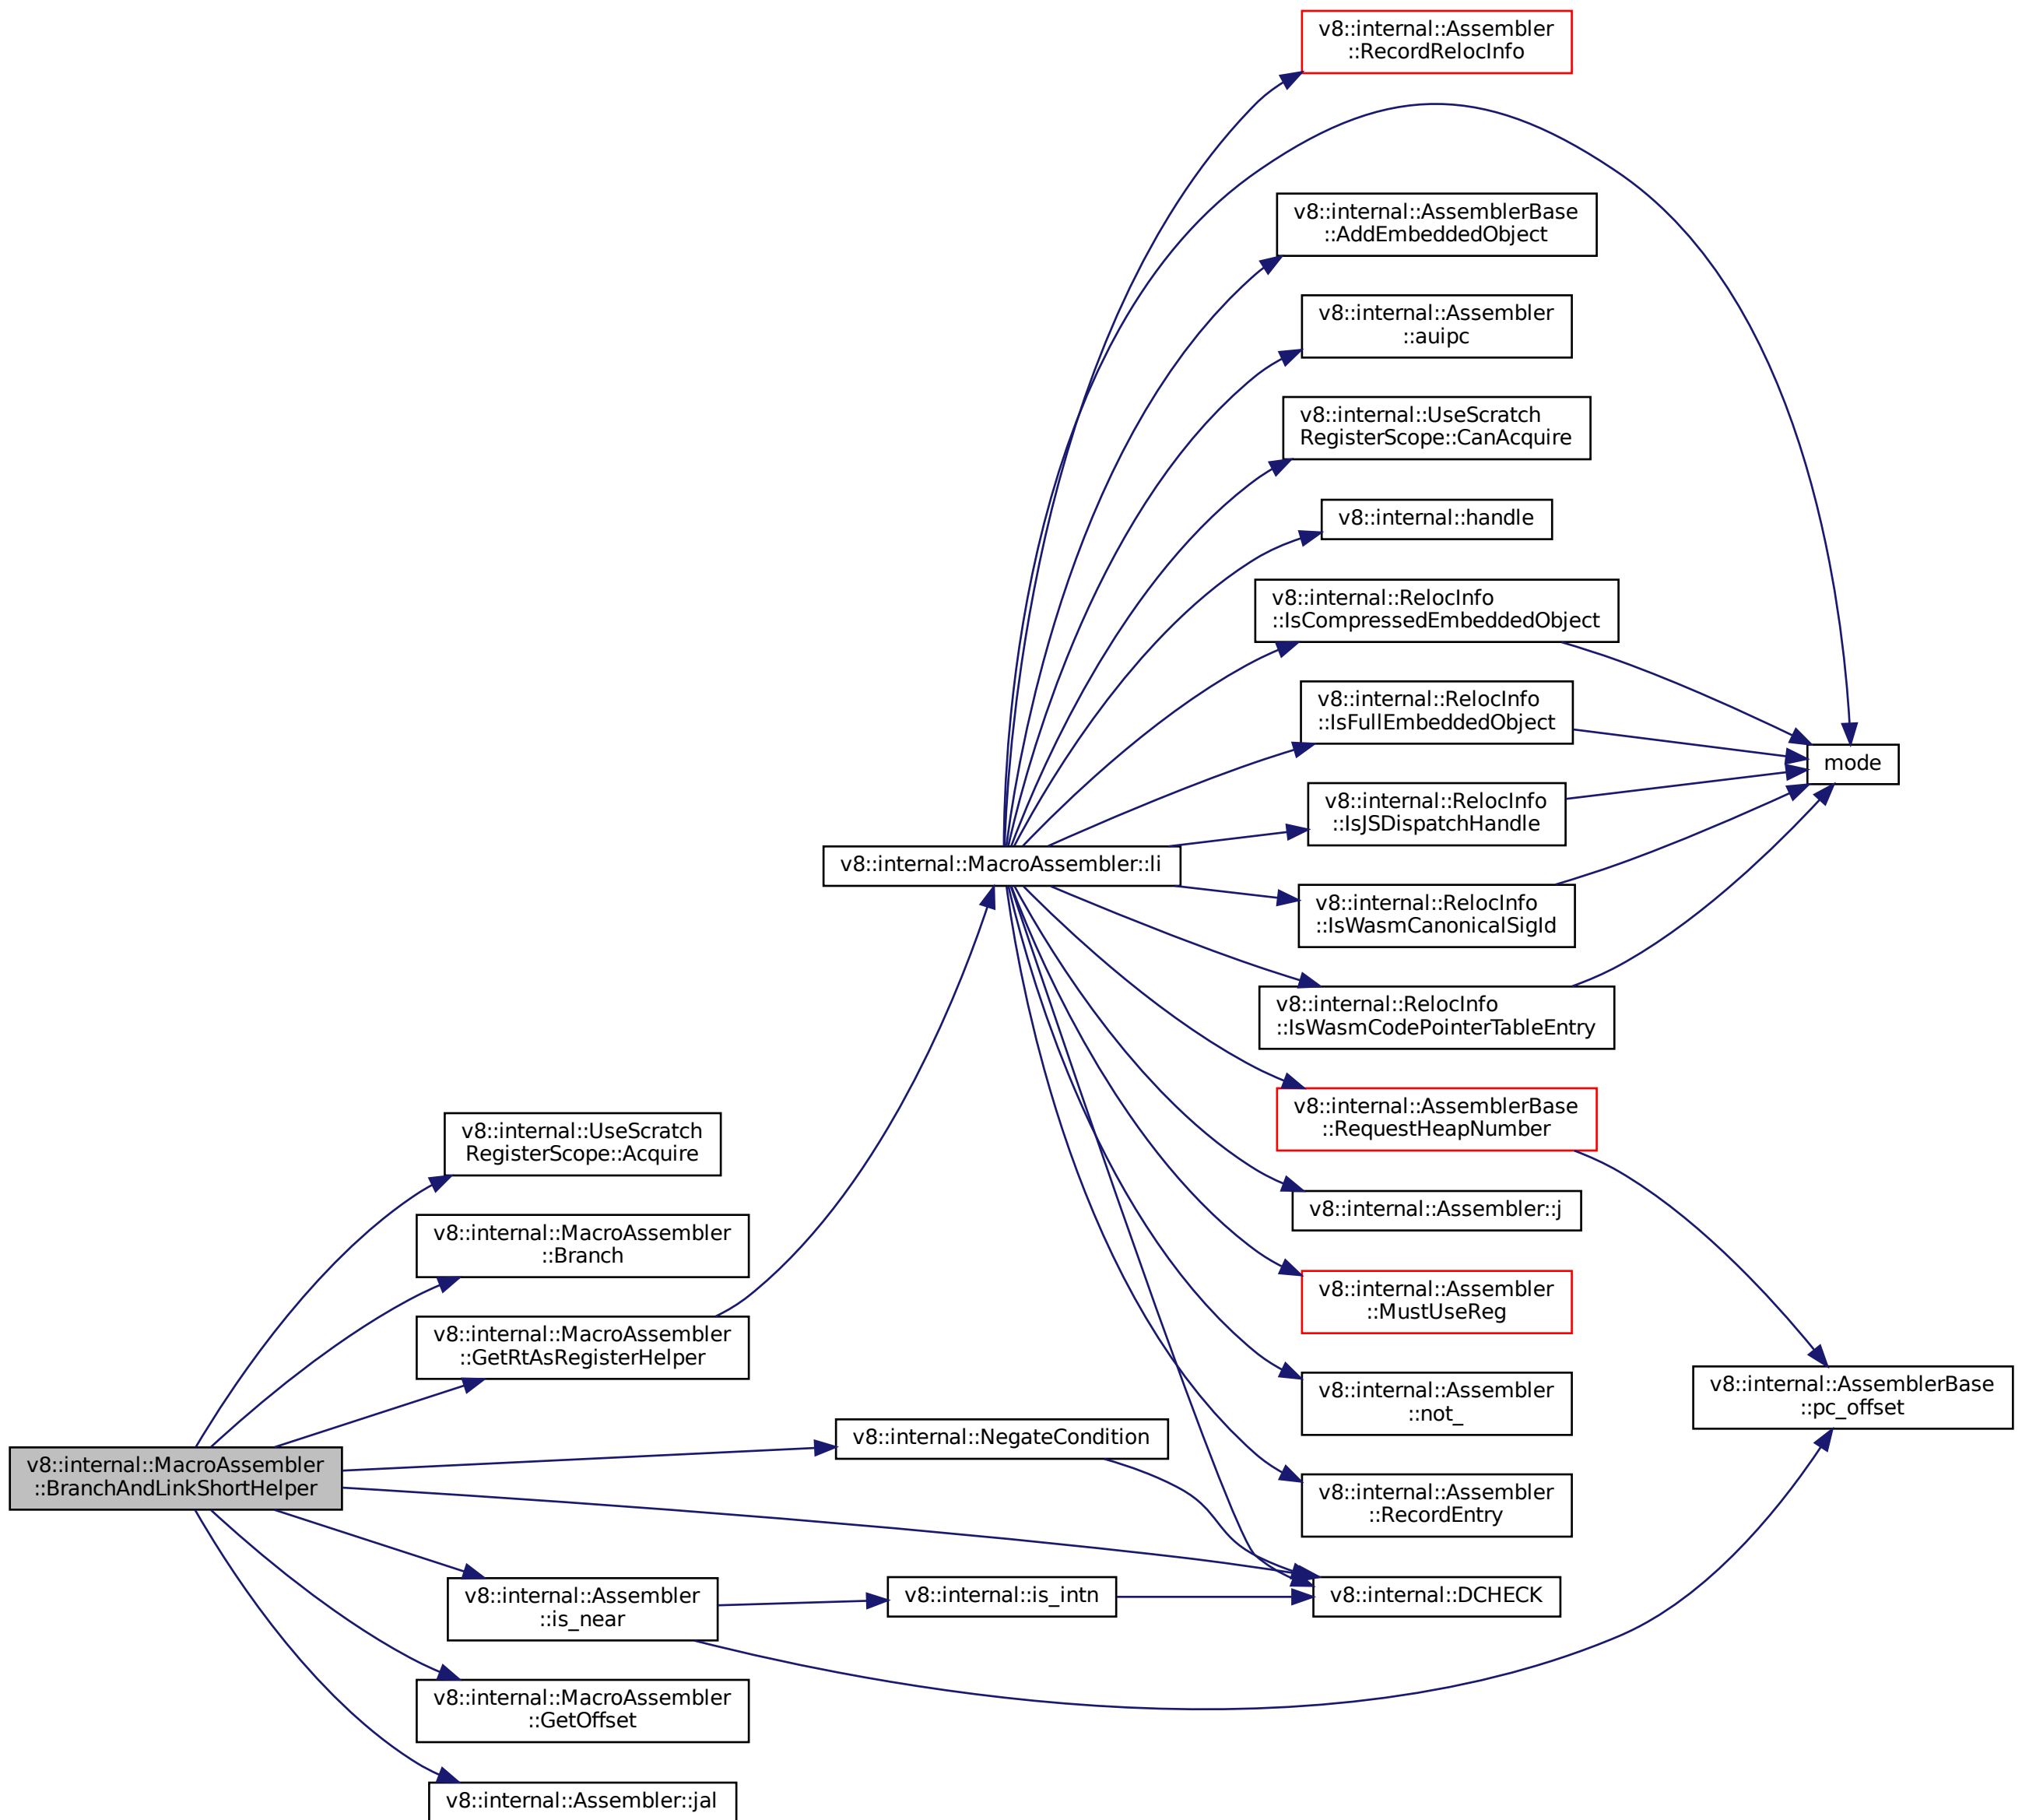 v8::internal::Assembler
::RecordRelocInfo
v8::internal::AssemblerBase
::AddEmbeddedObject
v8::internal::Assembler
::auipc
v8::internal::UseScratch
RegisterScope::CanAcquire
v8::internal::handle
v8::internal::RelocInfo
::IsCompressedEmbeddedObject
v8::internal::RelocInfo
::IsFullEmbeddedObject
mode
v8::internal::RelocInfo
::IsJSDispatchHandle
v8::internal::MacroAssembler::li
v8::internal::RelocInfo
::IsWasmCanonicalSigId
v8::internal::RelocInfo
::IsWasmCodePointerTableEntry
v8::internal::AssemblerBase
::RequestHeapNumber
v8::internal::UseScratch
RegisterScope::Acquire
v8::internal::Assembler::j
v8::internal::MacroAssembler
::Branch
v8::internal::Assembler
::MustUseReg
v8::internal::MacroAssembler
::GetRtAsRegisterHelper
v8::internal::Assembler
::not_
v8::internal::AssemblerBase
::pc_offset
v8::internal::NegateCondition
v8::internal::MacroAssembler
::BranchAndLinkShortHelper
v8::internal::Assembler
::RecordEntry
v8::internal::Assembler
::is_near
v8::internal::is_intn
v8::internal::DCHECK
v8::internal::MacroAssembler
::GetOffset
v8::internal::Assembler::jal